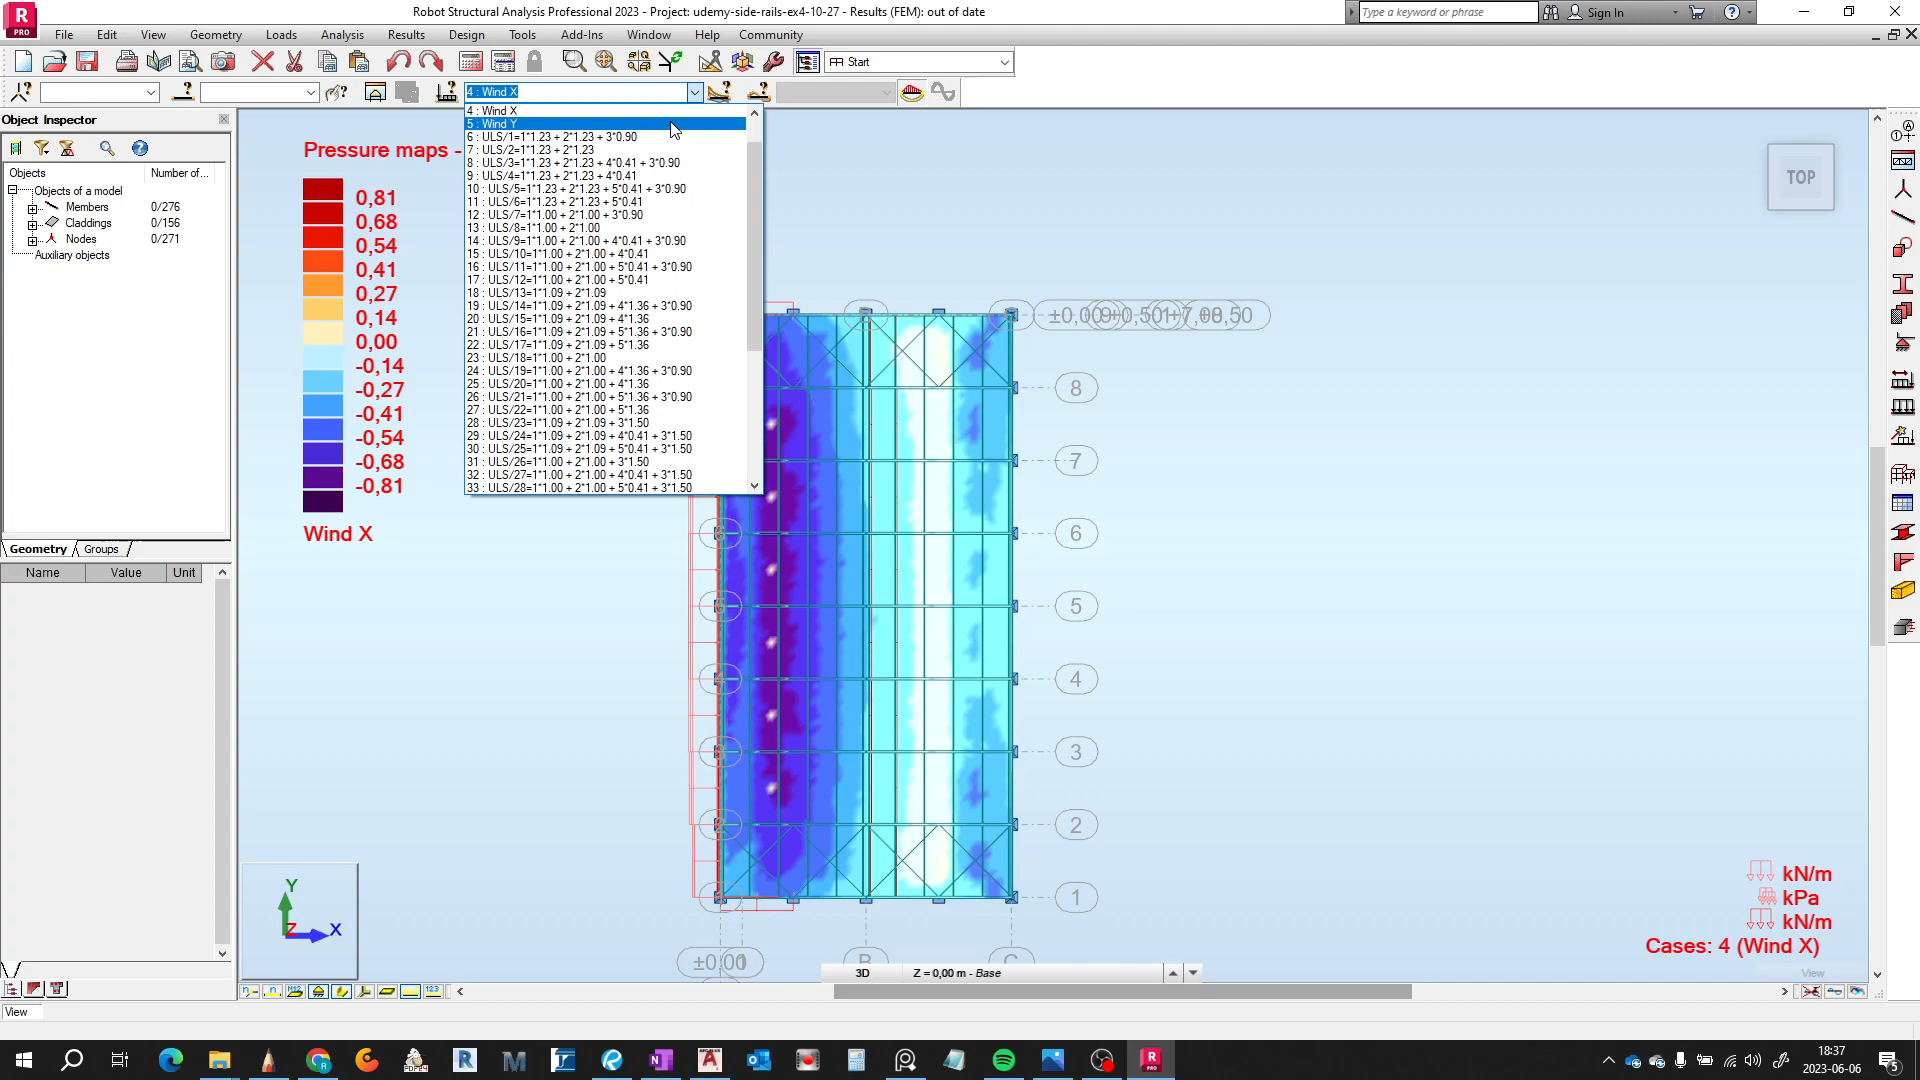 Robot Structural Analysis Professional 2023 - Project: udemy-side-rails-ex4-10-27 - Results (FEM): out of date
Type a keyword or phrase
Sign In
PRO
File Edit View Geometry Loads Analysis Results Design Tools Add-Ins Window Help Community
Start
4 : Wind X
Object Inspector
Objects Number of...
Objects of a model
Members 0/276
Claddings 0/156
Nodes 0/271
Auxiliary objects
Geometry Groups
Name Value Unit
4 : Wind X
5 : Wind Y
6 : ULS/1=1*1.23 + 2*1.23 + 3*0.90
7 : ULS/2=1*1.23 + 2*1.23
8 : ULS/3=1*1.23 + 2*1.23 + 4*0.41 + 3*0.90
9 : ULS/4=1*1.23 + 2*1.23 + 4*0.41
10 : ULS/5=1*1.23 + 2*1.23 + 5*0.41 + 3*0.90
11 : ULS/6=1*1.23 + 2*1.23 + 5*0.41
12 : ULS/7=1*1.00 + 2*1.00 + 3*0.90
13 : ULS/8=1*1.00 + 2*1.00
14 : ULS/9=1*1.00 + 2*1.00 + 4*0.41 + 3*0.90
15 : ULS/10=1*1.00 + 2*1.00 + 4*0.41
16 : ULS/11=1*1.00 + 2*1.00 + 5*0.41 + 3*0.90
17 : ULS/12=1*1.00 + 2*1.00 + 5*0.41
18 : ULS/13=1*1.09 + 2*1.09
19 : ULS/14=1*1.09 + 2*1.09 + 4*1.36 + 3*0.90
20 : ULS/15=1*1.09 + 2*1.09 + 4*1.36
21 : ULS/16=1*1.09 + 2*1.09 + 5*1.36 + 3*0.90
22 : ULS/17=1*1.09 + 2*1.09 + 5*1.36
23 : ULS/18=1*1.00 + 2*1.00
24 : ULS/19=1*1.00 + 2*1.00 + 4*1.36 + 3*0.90
25 : ULS/20=1*1.00 + 2*1.00 + 4*1.36
26 : ULS/21=1*1.00 + 2*1.00 + 5*1.36 + 3*0.90
27 : ULS/22=1*1.00 + 2*1.00 + 5*1.36
28 : ULS/23=1*1.09 + 2*1.09 + 3*1.50
29 : ULS/24=1*1.09 + 2*1.09 + 4*0.41 + 3*1.50
30 : ULS/25=1*1.09 + 2*1.09 + 5*0.41 + 3*1.50
31 : ULS/26=1*1.00 + 2*1.00 + 3*1.50
32 : ULS/27=1*1.00 + 2*1.00 + 4*0.41 + 3*1.50
33 : ULS/28=1*1.00 + 2*1.00 + 5*0.41 + 3*1.50
Pressure maps -
0,81
0,68
0,54
0,41
0,27
0,14
0,00
-0,14
-0,27
-0,41
-0,54
-0,68
-0,81
Wind X
TOP
8
7
6
5
4
3
2
1
±0,00
B
C
Y
X
Z
kN/m
kPa
kN/m
Cases: 4 (Wind X)
3D Z = 0,00 m - Base
View
View
18:37
2023-06-06
5